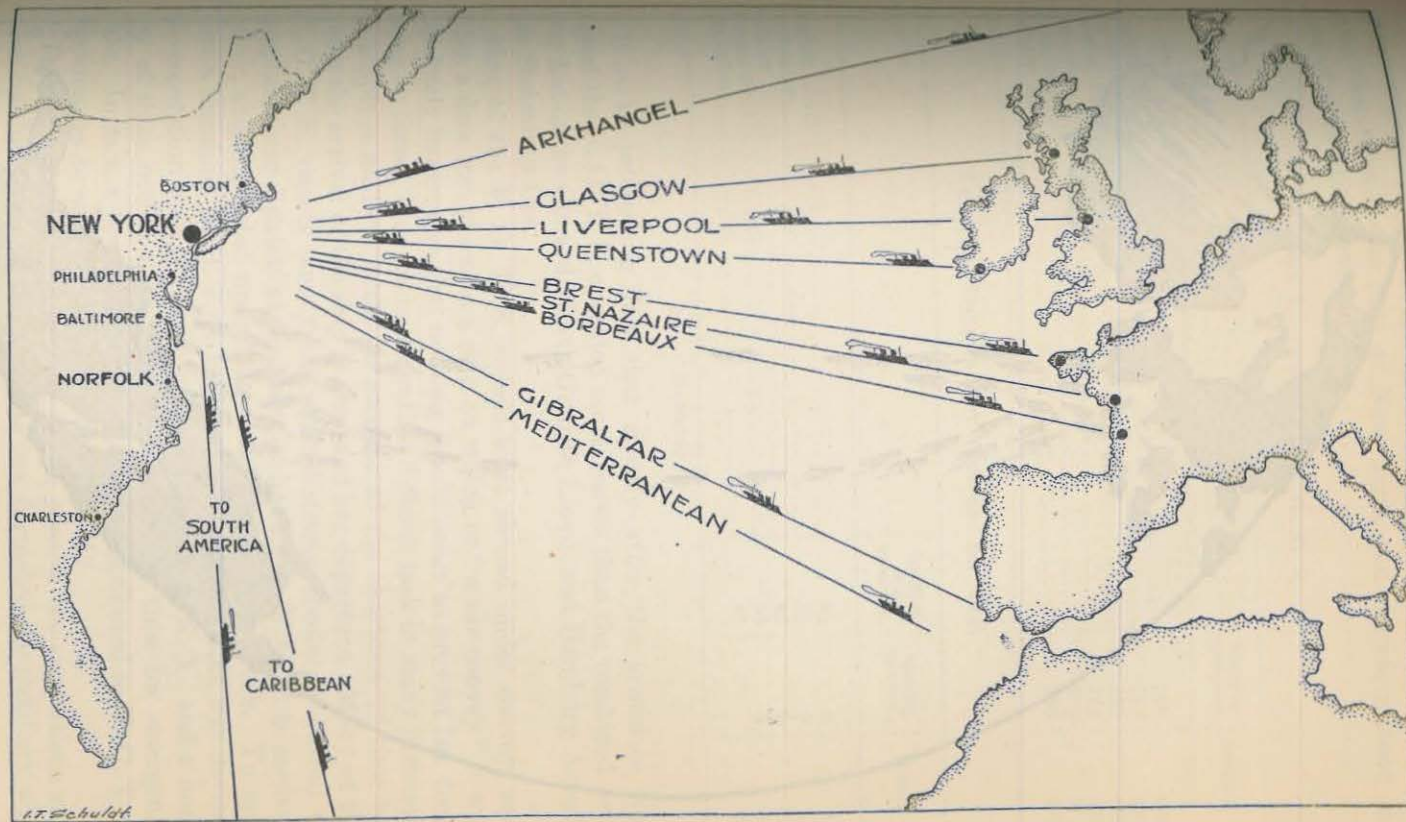 ARKHANGEL
BOSTON
GLASGOW
NEW YORK
LIVERPOOL
QUEENSTOWN
PHILADELPHIA
BREST
ST. NAZAIRE
BORDEAUX
BALTIMORE
NORFOLK
GIBRALTAR
MEDITERRANEAN
CHARLESTON
TO
SOUTH
AMERICA
TO
CARIBBEAN
I.T. Schuldt.